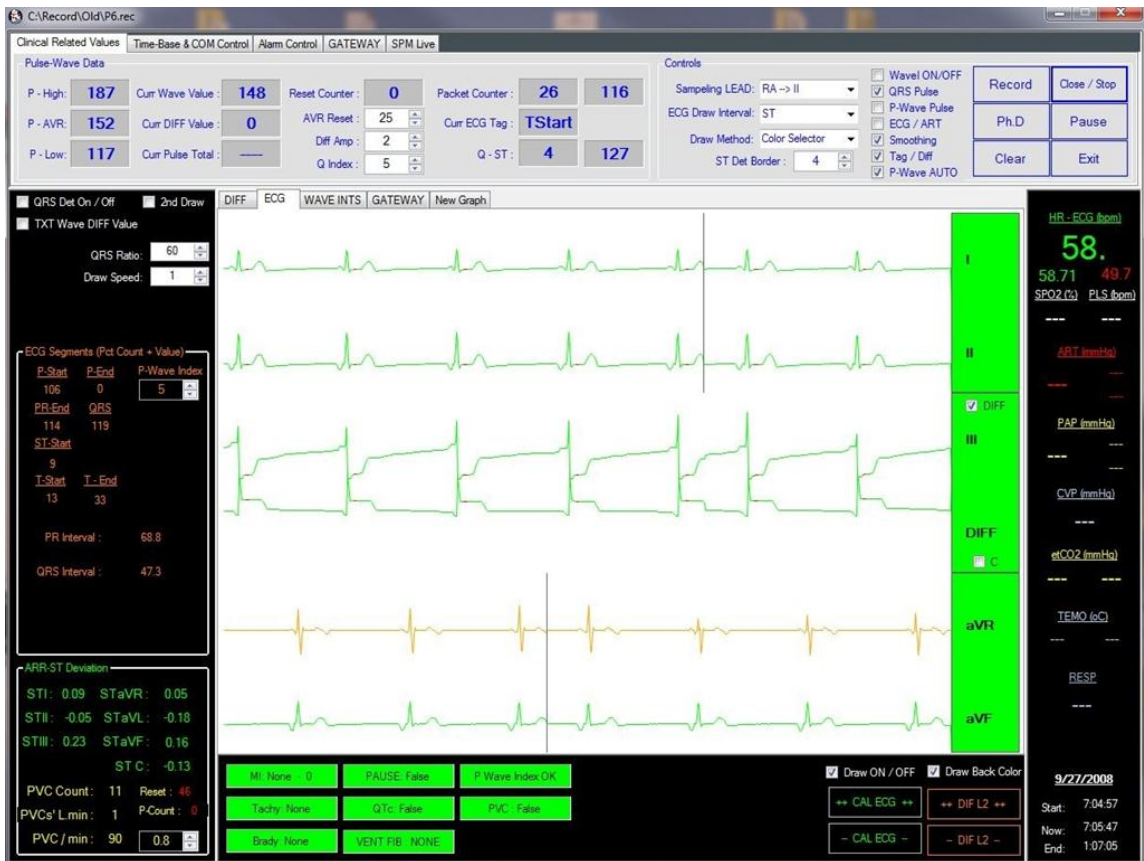 C:\Record\Old\P6.rec
Clinical Related Values Time-Base & COM Control Alarm Control GATEWAY SPM Live
Pulse-Wave Data
P - High: 187 Curr Wave Value : 148 Reset Counter : 0 Packet Counter : 26 116
P - AVR: 152 Curr DIFF Value : 0 AVR Reset : 25 Curr ECG Tag : TStart
Diff Amp : 2
P - Low: 117 Curr Pulse Total : ---- Q Index : 5 Q - ST : 4 127
Controls
Sampeling LEAD: RA --> II
ECG Draw Interval: ST
Draw Method: Color Selector
ST Det Border : 4
Wavel ON/OFF
QRS Pulse
P-Wave Pulse
ECG / ART
Smoothing
Tag / Diff
P-Wave AUTO
Record Close / Stop
Ph.D Pause
Clear Exit
QRS Det On / Off 2nd Draw
TXT Wave DIFF Value
QRS Ratio: 60
Draw Speed: 1
ECG Segments (Pct Count + Value)
P-Start P-End P-Wave Index
106 0 5
PR-End QRS
114 119
ST-Start
9
T-Start T - End
13 33
PR Interval : 68.8
QRS Interval : 47.3
ARR-ST Deviation
STI: 0.09 STaVR: 0.05
STII: -0.05 STaVL: -0.18
STIII: 0.23 STaVF: 0.16
ST C: -0.13
PVC Count: 11 Reset : 46
PVCs' L.min: 1 P-Count : 0
PVC / min: 90 0.8
DIFF ECG WAVE INTS GATEWAY New Graph
I
II
DIFF
III
DIFF
C
aVR
aVF
MI: None - 0 PAUSE: False P Wave Index OK
Tachy: None QTc: False PVC : False
Brady: None VENT FIB : NONE
Draw ON / OFF Draw Back Color
++ CAL ECG ++ ++ DIF L2 ++
-- CAL ECG -- -- DIF L2 --
HR - ECG (bpm)
58.
58.71 49.7
SPO2 (%) PLS (bpm)
--- ---
ART (mmHg)
---
--- ---
PAP (mmHg)
---
--- ---
CVP (mmHg)
---
etCO2 (mmHg)
--- ---
TEMO (oC)
--- ---
RESP
---
9/27/2008
Start: 7:04:57
Now: 7:05:47
End: 1:07:05